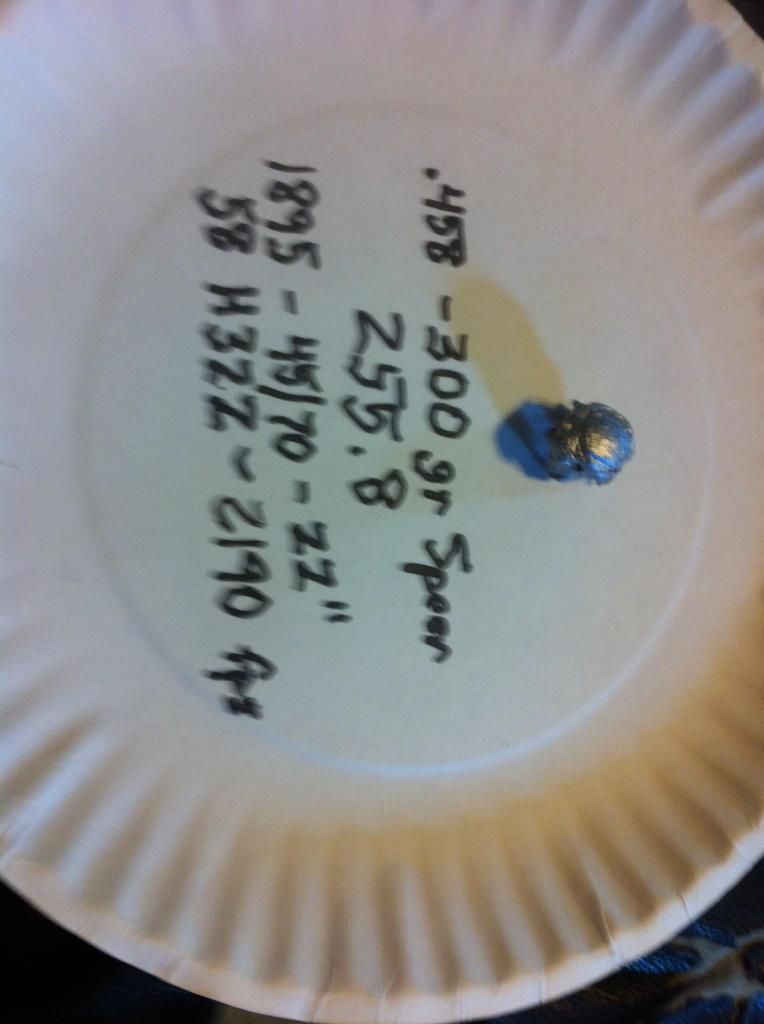 .458 - 300 gr Speer
255.8
1895 - 45/70 - 22"
58 H322 - 2190 fps